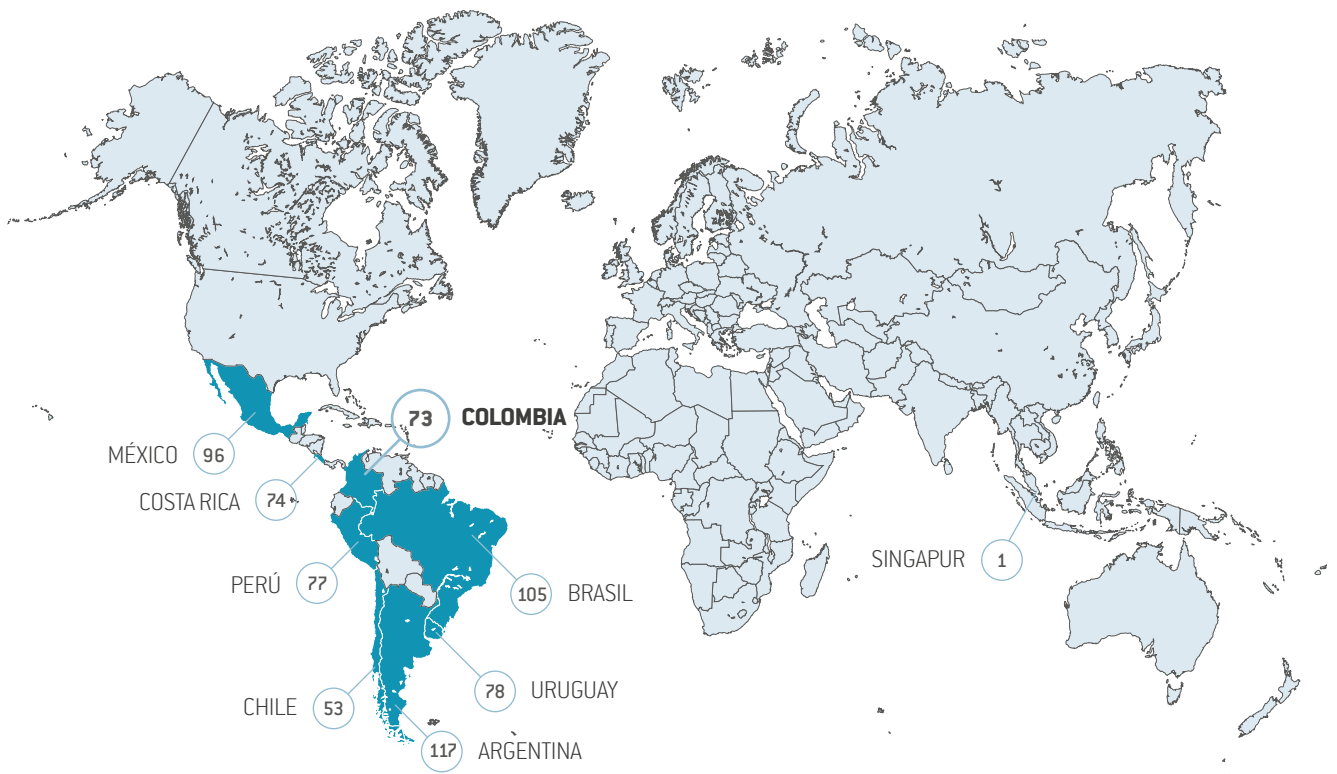 73 COLOMBIA
MÉXICO 96
COSTA RICA 74
SINGAPUR 1
PERÚ 77
105 BRASIL
78 URUGUAY
CHILE 53
117 ARGENTINA